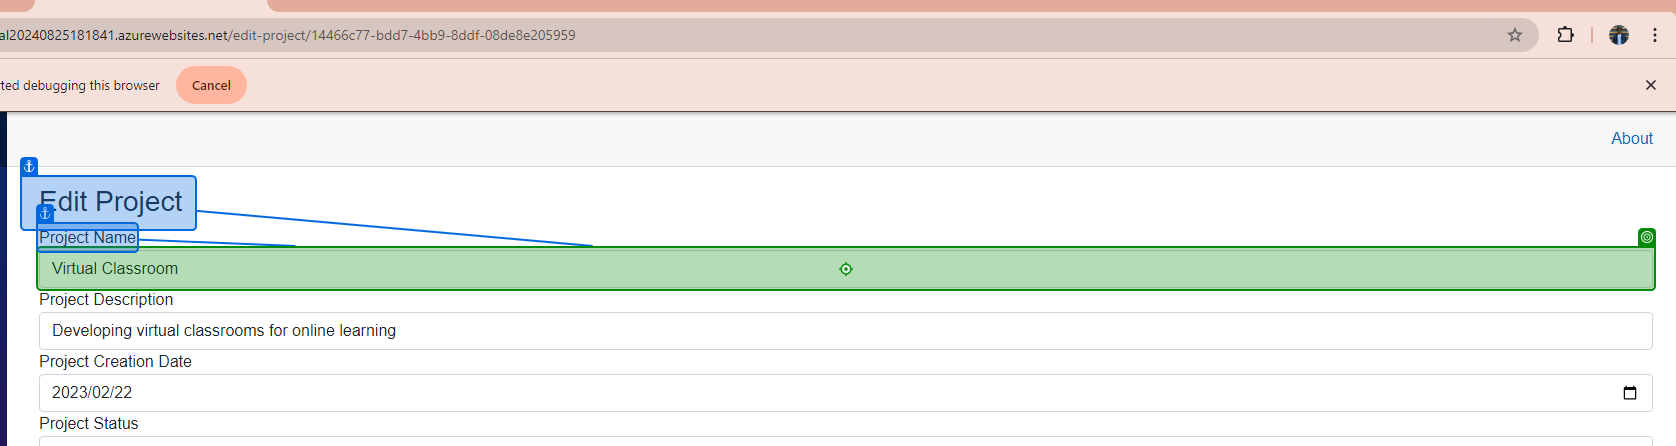 al20240825181841.azurewebsites.net/edit-project/14466c77-bdd7-4bb9-8ddf-08de8e205959
ted debugging this browser Cancel
About
Edit Project
Project Name
Virtual Classroom
Project Description
Developing virtual classrooms for online learning
Project Creation Date
2023/02/22
Project Status